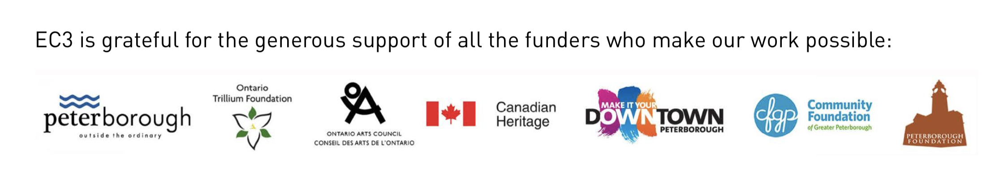 EC3 is grateful for the generous support of all the funders who make our work possible:
peterborough
outside the ordinary
Ontario
Trillium Foundation
ONTARIO ARTS COUNCIL
CONSEIL DES ARTS DE L'ONTARIO
Canadian
Heritage
MAKE IT YOUR
DOWNTOWN
PETERBOROUGH
cfgp
Community
Foundation
of Greater Peterborough
PETERBOROUGH
FOUNDATION